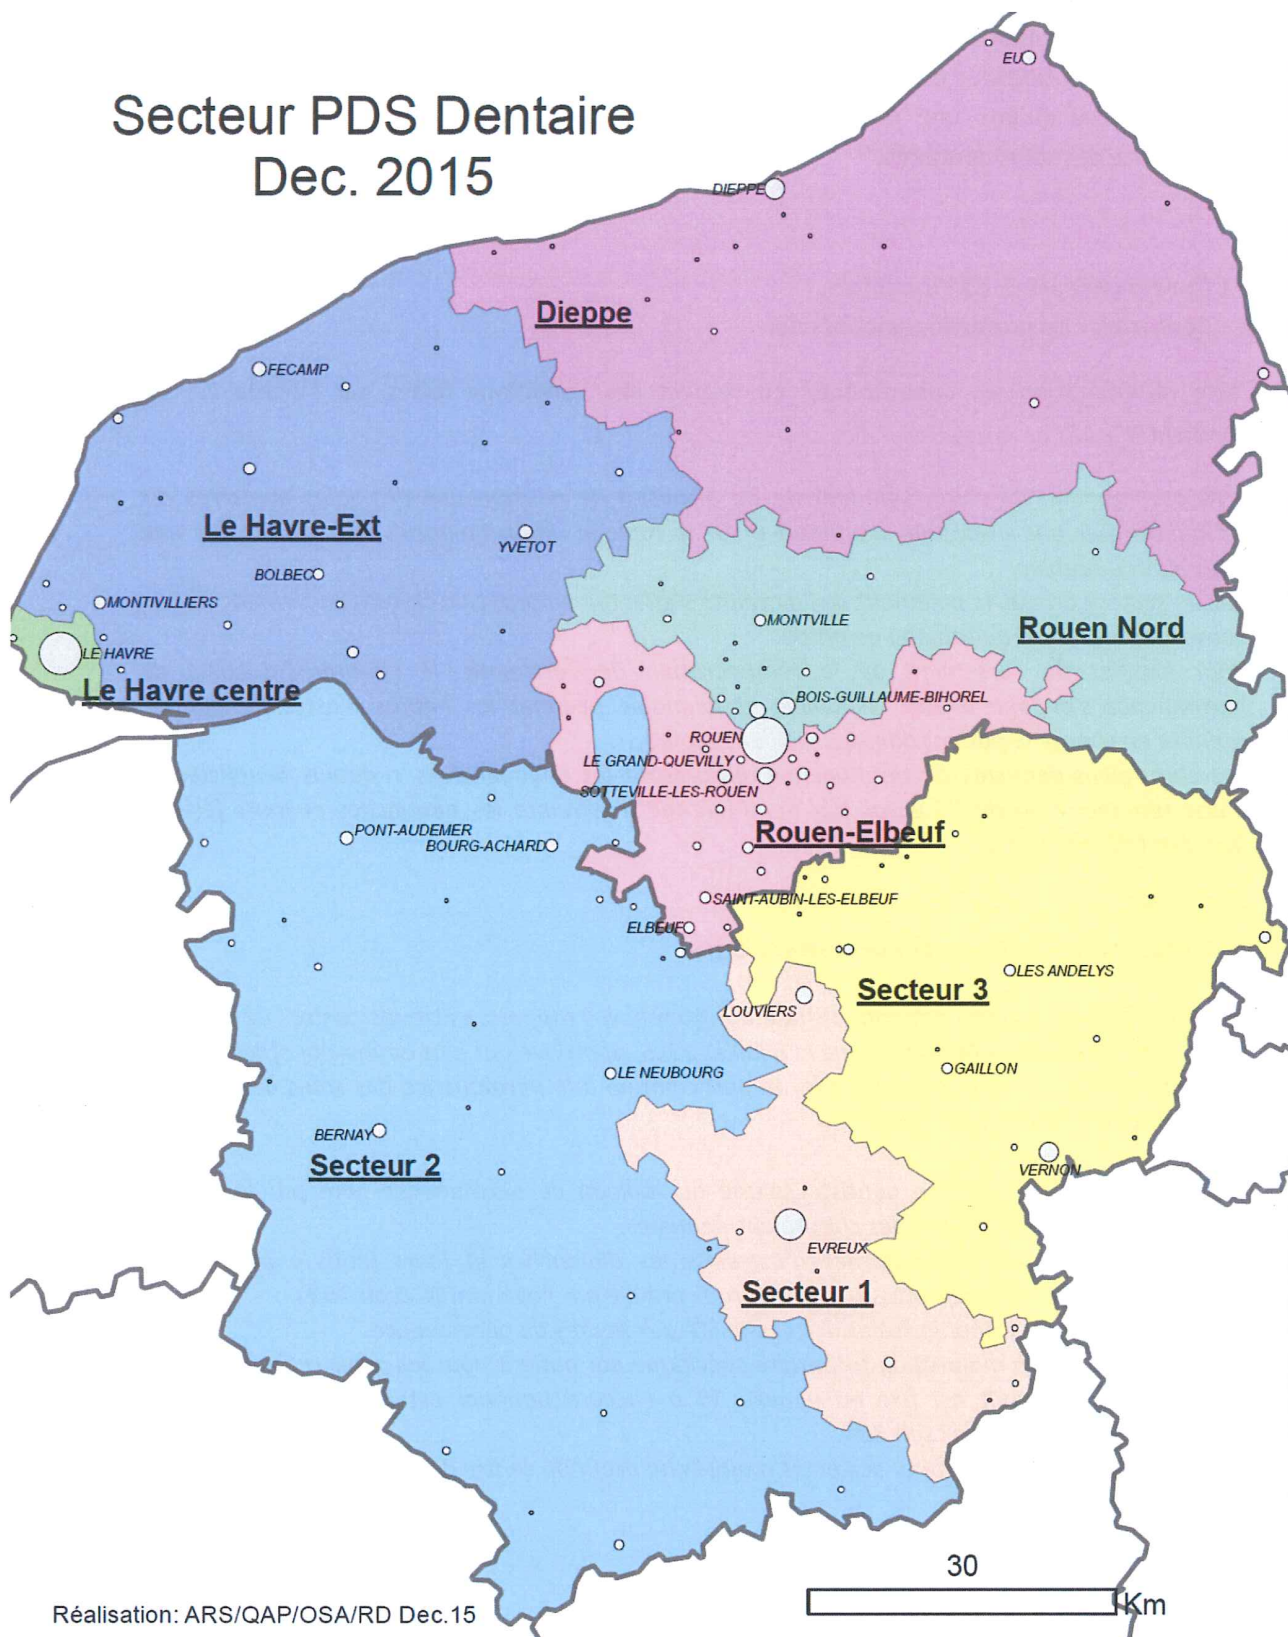 Secteur PDS Dentaire
Dec. 2015
EU
DIEPPE
Dieppe
FECAMP
Le Havre-Ext
YVETOT
BOLBEC
MONTIVILLIERS
MONTVILLE
Rouen Nord
LE HAVRE
Le Havre centre
BOIS-GUILLAUME-BIHOREL
ROUEN
LE GRAND-QUEVILLY
SOTTEVILLE-LES-ROUEN
PONT-AUDEMER
BOURG-ACHARD
Rouen-Elbeuf
SAINT-AUBIN-LES-ELBEUF
ELBEUF
LES ANDELYS
Secteur 3
LOUVIERS
LE NEUBOURG
GAILLON
BERNAY
Secteur 2
VERNON
EVREUX
Secteur 1
30
Km
Réalisation: ARS/QAP/OSA/RD Dec.15